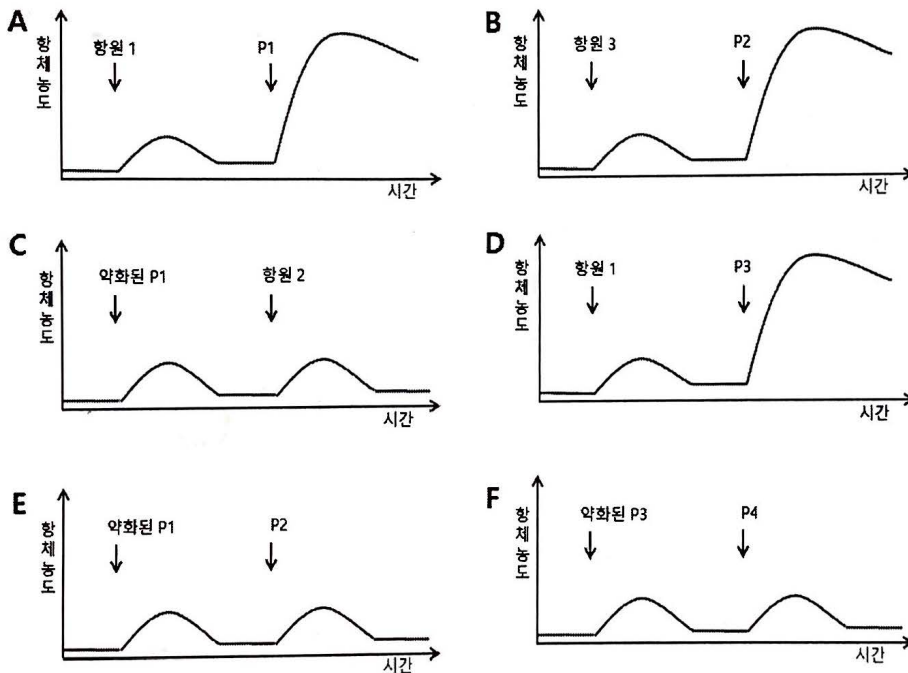 A
항체농도
항원 1
P1
시간
B
항체농도
항원 3
P2
시간
C
항체농도
약화된 P1
항원 2
시간
D
항체농도
항원 1
P3
시간
E
항체농도
약화된 P1
P2
시간
F
항체농도
약화된 P3
P4
시간